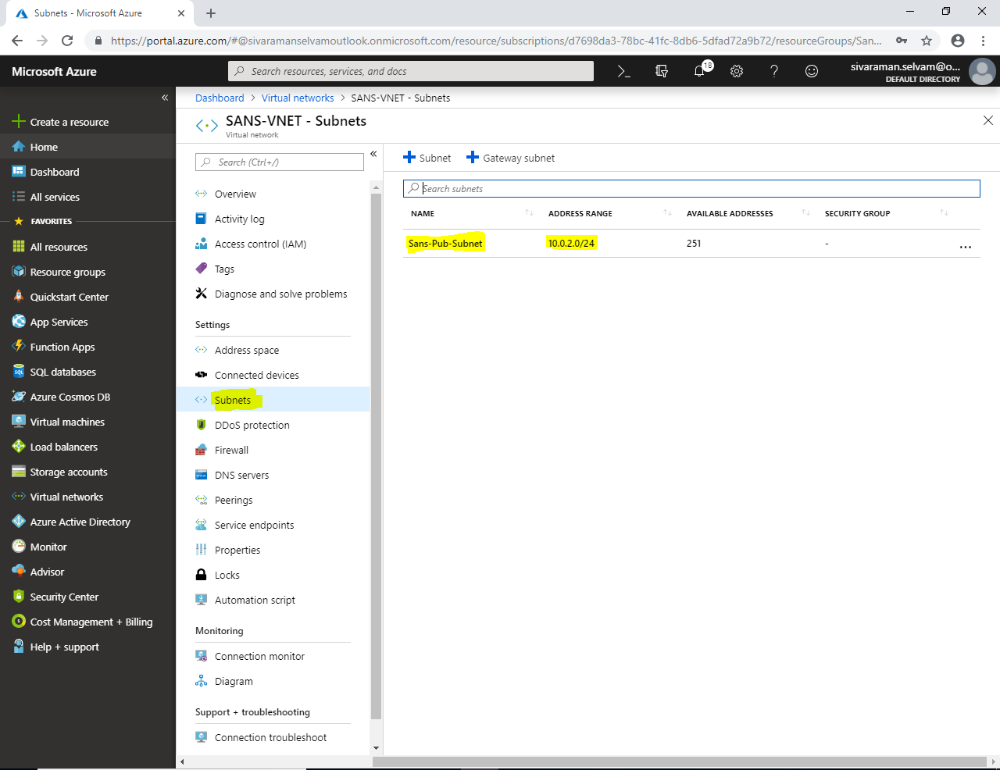 Subnets - Microsoft Azure
https://portal.azure.com/#@sivaramanselvamoutlook.onmicrosoft.com/resource/subscriptions/d7698da3-78bc-41fc-8db6-5dfad72a9b72/resourceGroups/San...
Microsoft Azure
Search resources, services, and docs
18
sivaraman.selvam@o...
DEFAULT DIRECTORY
Create a resource
Home
Dashboard
All services
FAVORITES
All resources
Resource groups
Quickstart Center
App Services
Function Apps
SQL databases
Azure Cosmos DB
Virtual machines
Load balancers
Storage accounts
Virtual networks
Azure Active Directory
Monitor
Advisor
Security Center
Cost Management + Billing
Help + support
Dashboard > Virtual networks > SANS-VNET - Subnets
SANS-VNET - Subnets
Virtual network
Search (Ctrl+/)
Overview
Activity log
Access control (IAM)
Tags
Diagnose and solve problems
Settings
Address space
Connected devices
Subnets
DDoS protection
Firewall
DNS servers
Peerings
Service endpoints
Properties
Locks
Automation script
Monitoring
Connection monitor
Diagram
Support + troubleshooting
Connection troubleshoot
Subnet Gateway subnet
Search subnets
NAME ADDRESS RANGE AVAILABLE ADDRESSES SECURITY GROUP
Sans-Pub-Subnet 10.0.2.0/24 251 - ...